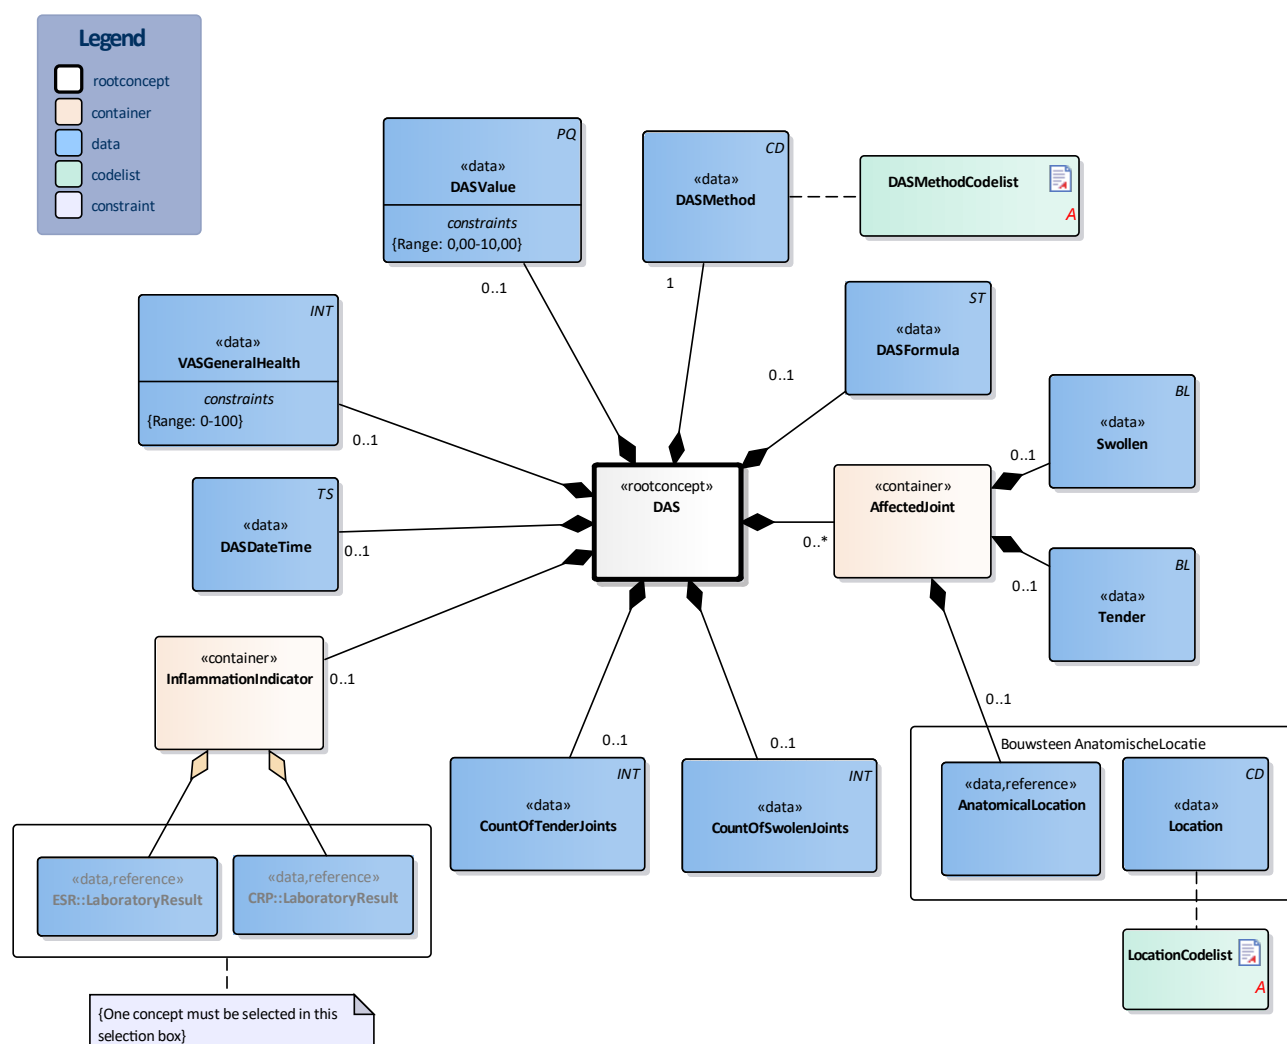 Legend
rootconcept
container
data
codelist
constraint
PQ
«data»
DASValue
constraints
{Range: 0,00-10,00}
0..1
CD
«data»
DASMethod
1
DASMethodCodelist
A
INT
«data»
VASGeneralHealth
constraints
{Range: 0-100}
0..1
ST
«data»
DASFormula
0..1
BL
«data»
Swollen
0..1
TS
«data»
DASDateTime
0..1
«rootconcept»
DAS
«container»
AffectedJoint
0..*
BL
«data»
Tender
0..1
«container»
InflammationIndicator
0..1
0..1
INT
«data»
CountOfTenderJoints
0..1
INT
«data»
CountOfSwolenJoints
0..1
Bouwsteen AnatomischeLocatie
«data,reference»
AnatomicalLocation
CD
«data»
Location
«data,reference»
ESR::LaboratoryResult
«data,reference»
CRP::LaboratoryResult
LocationCodelist
A
{One concept must be selected in this
selection box}